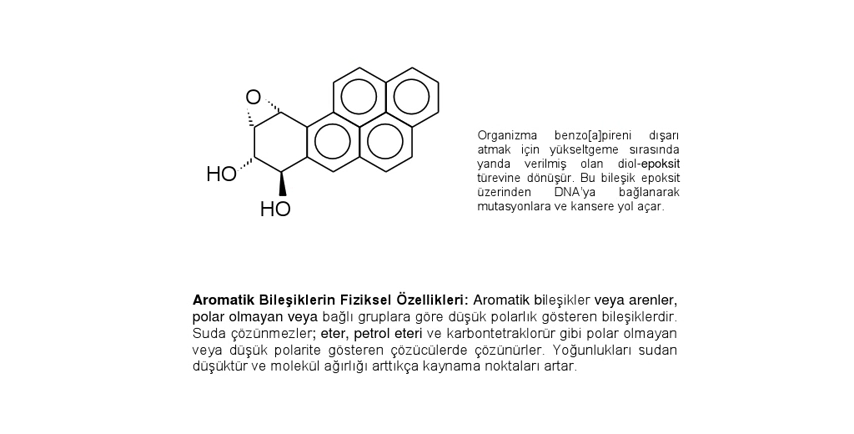 O
HO
HO
Organizma benzo[a]pireni dışarı
atmak için yükseltgeme sırasında
yanda verilmiş olan diol-epoksit
türevine dönüşür. Bu bileşik epoksit
üzerinden DNA'ya bağlanarak
mutasyonlara ve kansere yol açar.
Aromatik Bileşiklerin Fiziksel Özellikleri: Aromatik bileşikler veya arenler,
polar olmayan veya bağlı gruplara göre düşük polarlık gösteren bileşiklerdir.
Suda çözünmezler; eter, petrol eteri ve karbontetraklorür gibi polar olmayan
veya düşük polarite gösteren çözücülerde çözünürler. Yoğunlukları sudan
düşüktür ve molekül ağırlığı arttıkça kaynama noktaları artar.